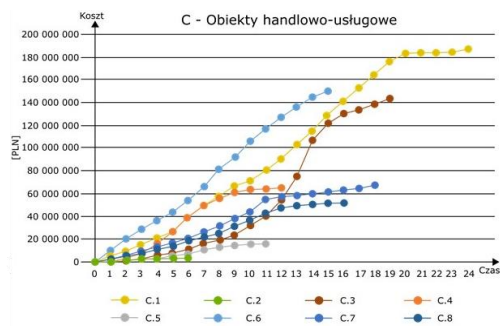 Koszt
C - Obiekty handlowo-usługowe
200 000 000
180 000 000
160 000 000
140 000 000
120 000 000
100 000 000
80 000 000
60 000 000
40 000 000
20 000 000
0
[PLN]
Czas
0 1 2 3 4 5 6 7 8 9 10 11 12 13 14 15 16 17 18 19 20 21 22 23 24
C.1 C.2 C.3 C.4
C.5 C.6 C.7 C.8